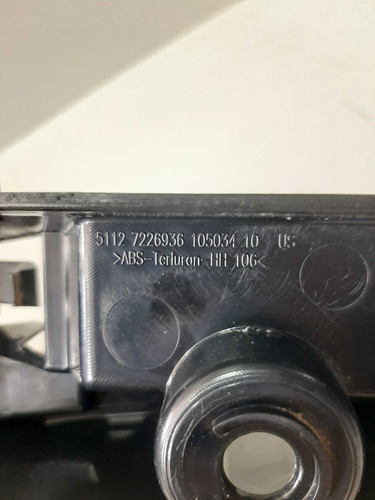 5112 7226936 105034 10 US
>ABS-Terluran HH 106<